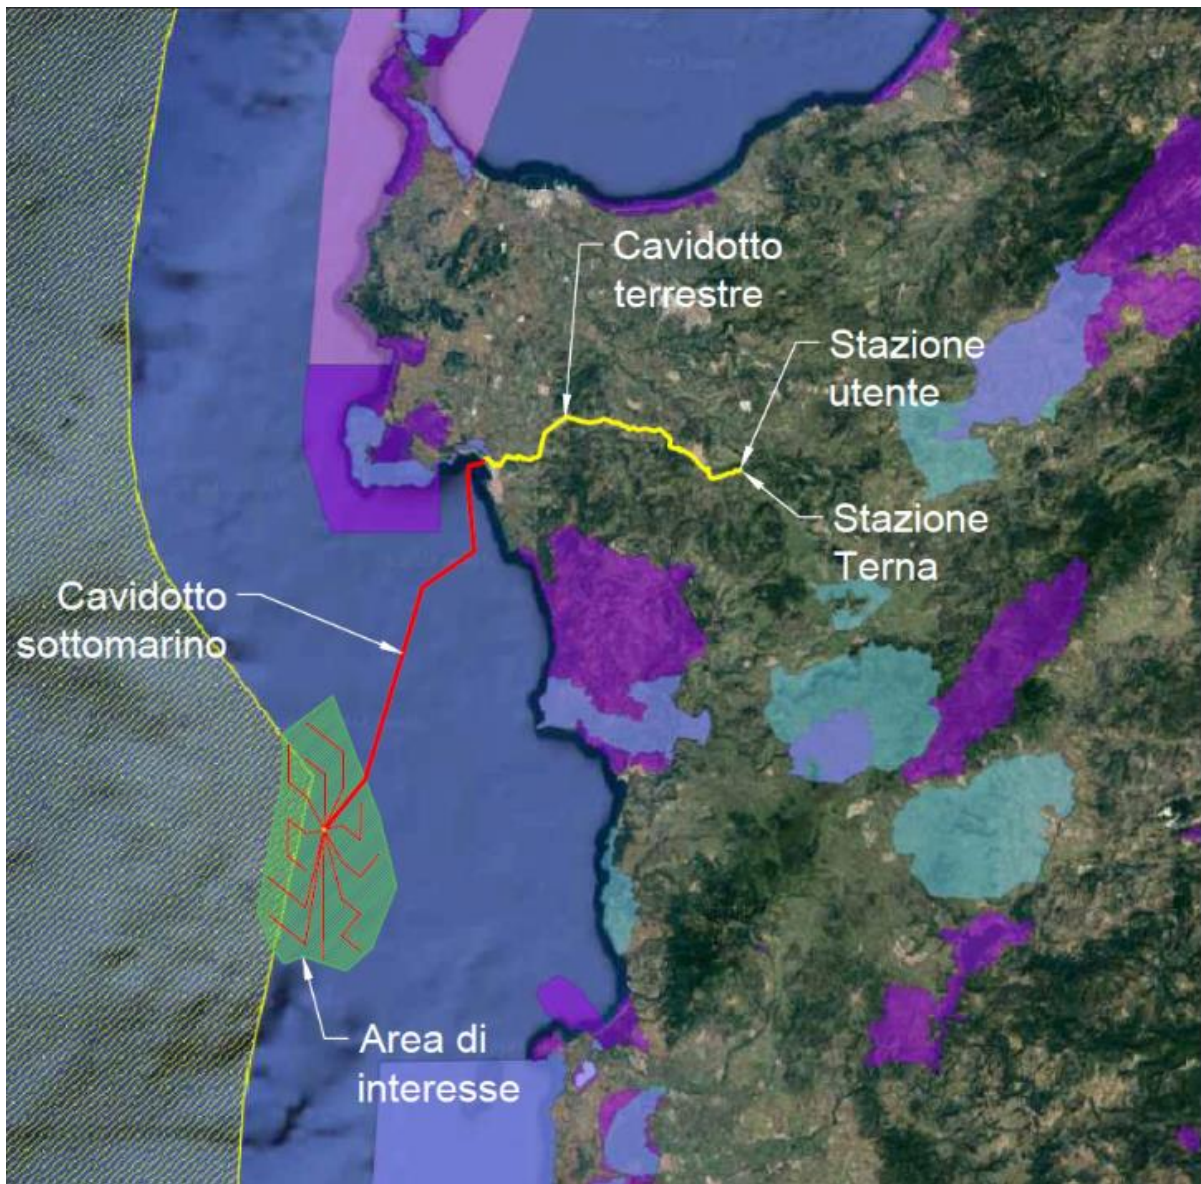 Cavidotto
terrestre
Stazione
utente
Stazione
Terna
Cavidotto
sottomarino
Area di
interesse